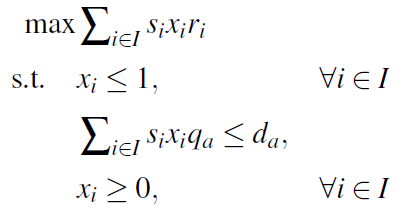 max ∑_{i∈I} s_i x_i r_i
s.t. x_i ≤ 1, ∀i ∈ I
∑_{i∈I} s_i x_i q_a ≤ d_a,
x_i ≥ 0, ∀i ∈ I